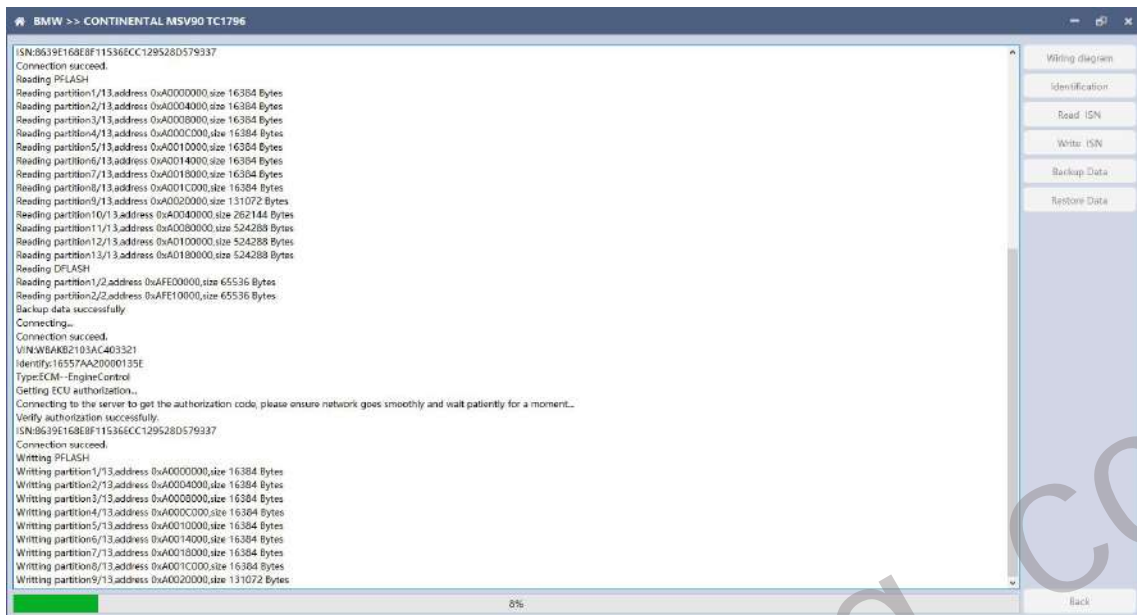 BMW >> CONTINENTAL MSV90 TC1796
ISN:8639E168E8F11536ECC129528D579337
Connection succeed.
Reading PFLASH
Reading partition1/13,address 0xA0000000,size 16384 Bytes
Reading partition2/13,address 0xA0004000,size 16384 Bytes
Reading partition3/13,address 0xA0008000,size 16384 Bytes
Reading partition4/13,address 0xA000C000,size 16384 Bytes
Reading partition5/13,address 0xA0010000,size 16384 Bytes
Reading partition6/13,address 0xA0014000,size 16384 Bytes
Reading partition7/13,address 0xA0018000,size 16384 Bytes
Reading partition8/13,address 0xA001C000,size 16384 Bytes
Reading partition9/13,address 0xA0020000,size 131072 Bytes
Reading partition10/13,address 0xA0040000,size 262144 Bytes
Reading partition11/13,address 0xA0080000,size 524288 Bytes
Reading partition12/13,address 0xA0100000,size 524288 Bytes
Reading partition13/13,address 0xA0180000,size 524288 Bytes
Reading DFLASH
Reading partition1/2,address 0xAFE00000,size 65536 Bytes
Reading partition2/2,address 0xAFE10000,size 65536 Bytes
Backup data successfully
Connecting...
Connection succeed.
VIN:WBAKB2103AC403321
Identify:16557AA20000135E
Type:ECM--EngineControl
Getting ECU authorization...
Connecting to the server to get the authorization code, please ensure network goes smoothly and wait patiently for a moment...
Verify authorization successfully.
ISN:8639E168E8F11536ECC129528D579337
Connection succeed.
Writting PFLASH
Writting partition1/13,address 0xA0000000,size 16384 Bytes
Writting partition2/13,address 0xA0004000,size 16384 Bytes
Writting partition3/13,address 0xA0008000,size 16384 Bytes
Writting partition4/13,address 0xA000C000,size 16384 Bytes
Writting partition5/13,address 0xA0010000,size 16384 Bytes
Writting partition6/13,address 0xA0014000,size 16384 Bytes
Writting partition7/13,address 0xA0018000,size 16384 Bytes
Writting partition8/13,address 0xA001C000,size 16384 Bytes
Writting partition9/13,address 0xA0020000,size 131072 Bytes
8%
Wiring diagram
Identification
Read ISN
Write ISN
Backup Data
Restore Data
Back